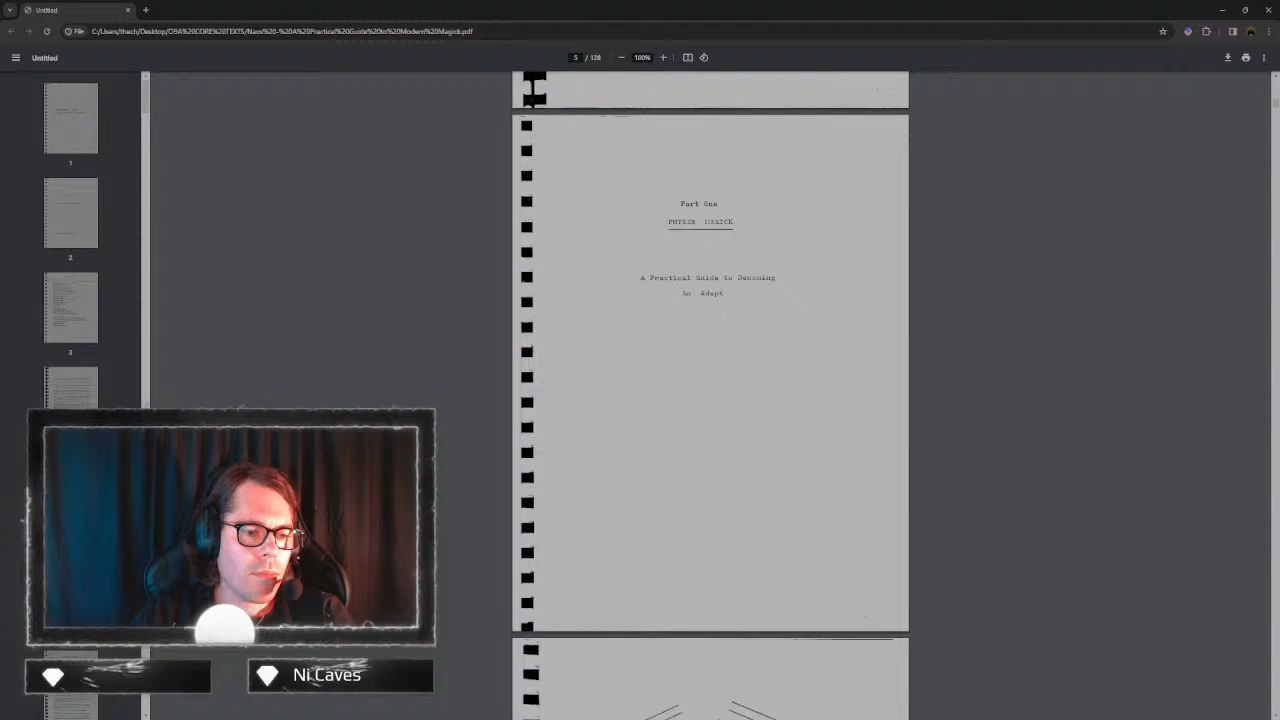 Untitled
File
C:/Users/thech/Desktop/O9A%20CORE%20TEXTS/Naos%20-%20A%20Practical%20Guide%20to%20Modern%20Magick.pdf
Untitled
5 / 128
100%
1
2
3
Part One
PHYSIS MAGICK
A Practical Guide to Becoming
An Adept
Ni Caves